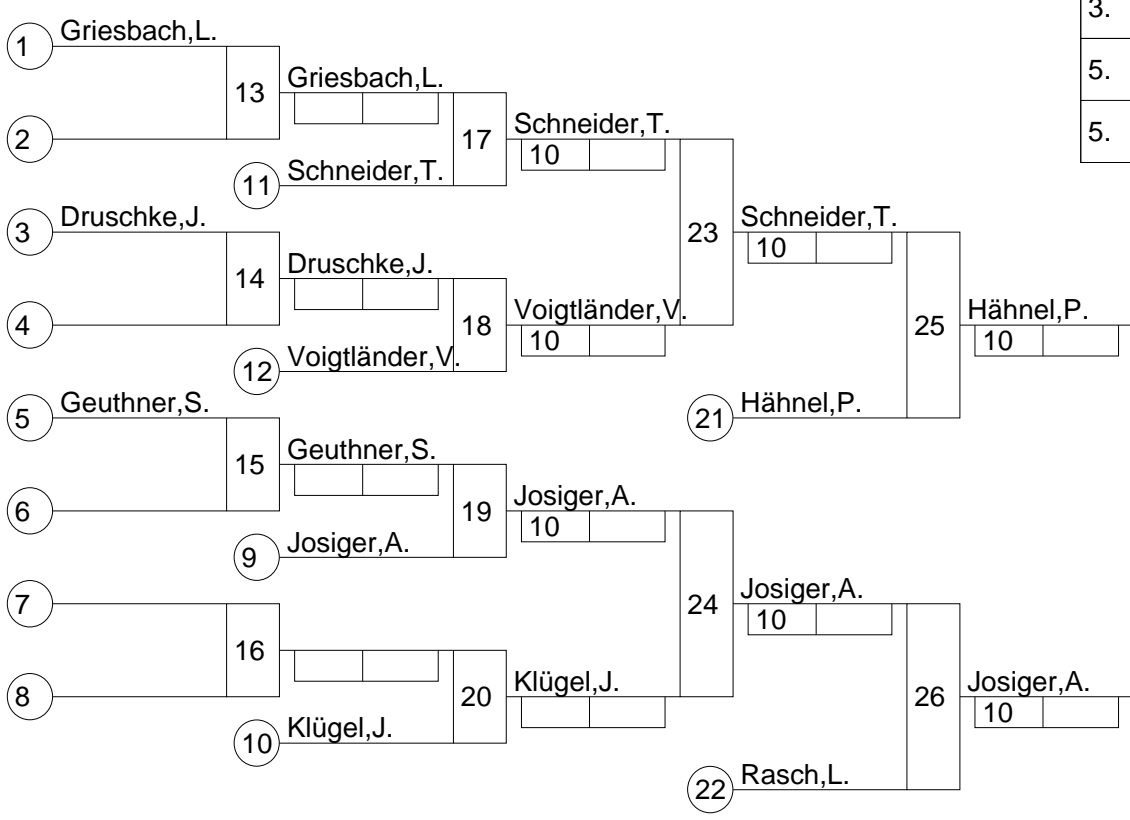 3.
1 Griesbach,L.
5.
13 Griesbach,L.
2
17 Schneider,T.
10
5.
11 Schneider,T.
3 Druschke,J.
23 Schneider,T.
10
14 Druschke,J.
4
18 Voigtländer,V.
10
25 Hähnel,P.
10
12 Voigtländer,V.
5 Geuthner,S.
21 Hähnel,P.
15 Geuthner,S.
6
19 Josiger,A.
10
9 Josiger,A.
7
24 Josiger,A.
10
16
8
20 Klügel,J.
26 Josiger,A.
10
10 Klügel,J.
22 Rasch,L.